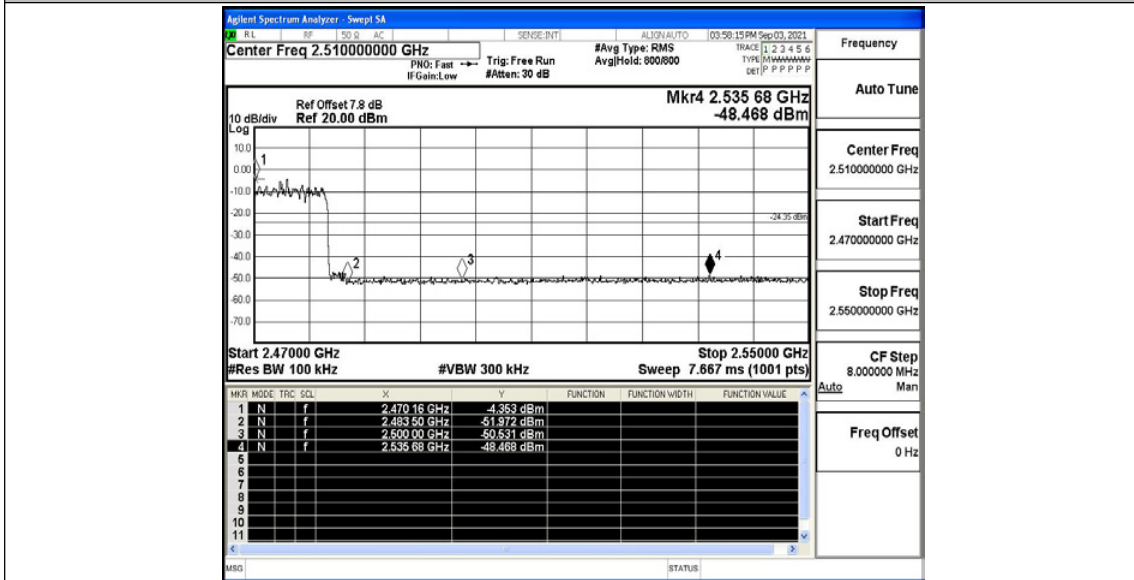 Agilent Spectrum Analyzer - Swept SA
RL RF 50 Ω AC SENSE:INT ALIGNAUTO 03:58:15 PM Sep 03, 2021
Center Freq 2.510000000 GHz
PNO: Fast
IFGain:Low
Trig: Free Run
#Atten: 30 dB
#Avg Type: RMS
Avg|Hold: 800/800
TRACE 1 2 3 4 5 6
TYPE MWWWWW
DET P P P P P P
Frequency
Auto Tune
Center Freq
2.510000000 GHz
Start Freq
2.470000000 GHz
Stop Freq
2.550000000 GHz
CF Step
8.000000 MHz
Auto Man
Freq Offset
0 Hz
Mkr4 2.535 68 GHz
-48.468 dBm
Ref Offset 7.8 dB
10 dB/div Ref 20.00 dBm
Log
10.0
0.00
-10.0
-20.0
-30.0
-40.0
-50.0
-60.0
-70.0
1
2
3
4
-24.35 dBm
Start 2.47000 GHz Stop 2.55000 GHz
#Res BW 100 kHz #VBW 300 kHz Sweep 7.667 ms (1001 pts)
MKR MODE TRC SCL X Y FUNCTION FUNCTION WIDTH FUNCTION VALUE
1 N f 2.470 16 GHz -4.353 dBm
2 N f 2.483 50 GHz -51.972 dBm
3 N f 2.500 00 GHz -50.531 dBm
4 N f 2.535 68 GHz -48.468 dBm
5
6
7
8
9
10
11
MSG STATUS